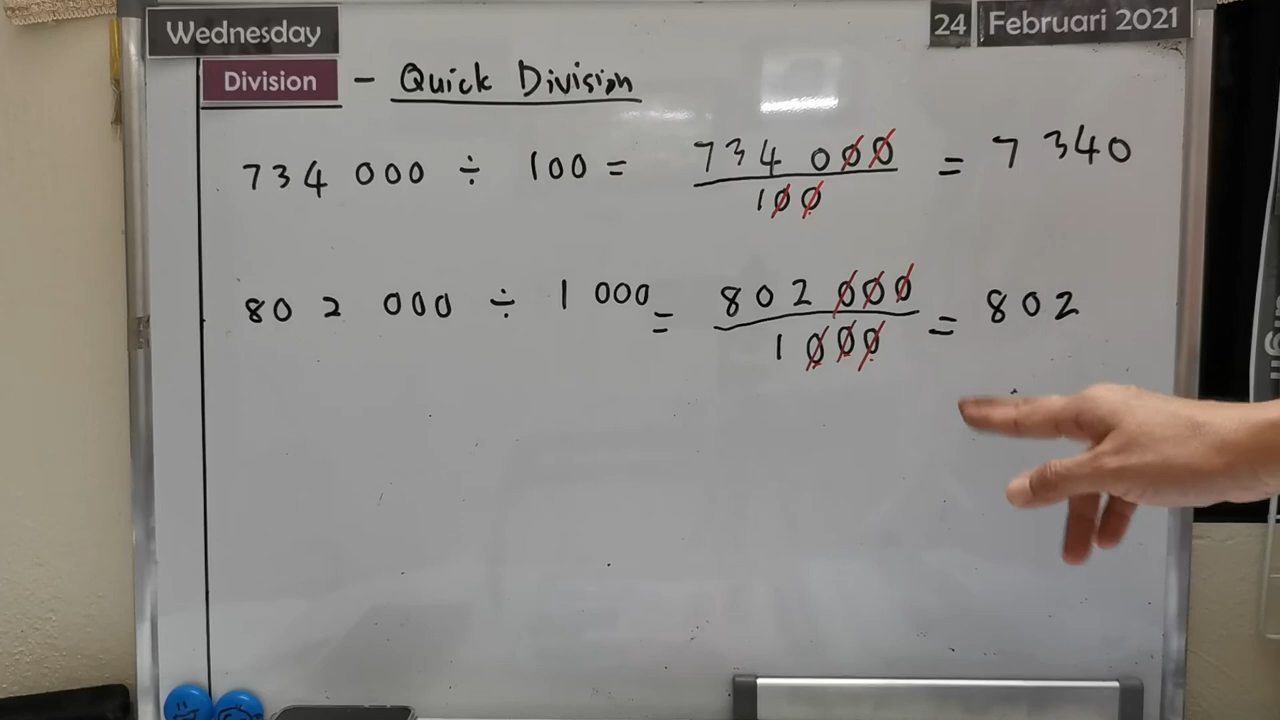 Wednesday 24 Februari 2021
Division - Quick Division
734 000 ÷ 100 = 734 000 / 100 = 7 340
802 000 ÷ 1 000 = 802 000 / 1 000 = 802